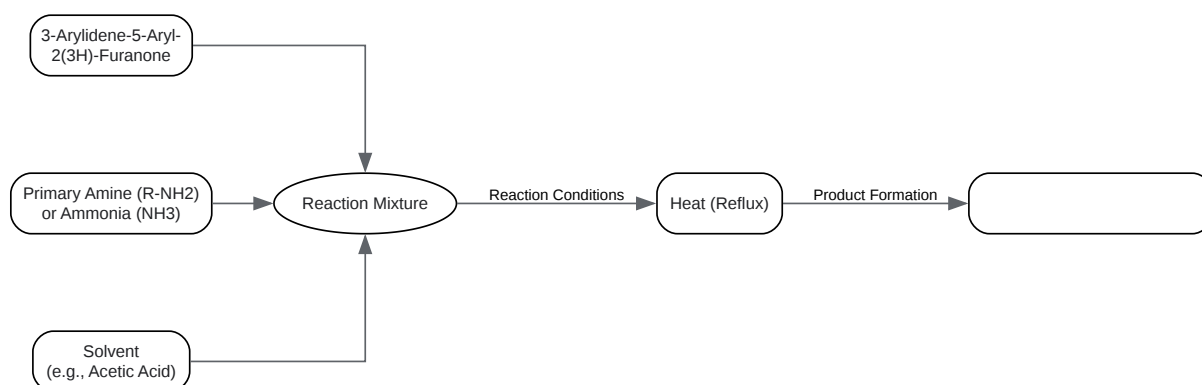 3-Arylidene-5-Aryl-
2(3H)-Furanone
Primary Amine (R-NH2)
or Ammonia (NH3)
Reaction Mixture
Reaction Conditions
Heat (Reflux)
Product Formation
Solvent
(e.g., Acetic Acid)